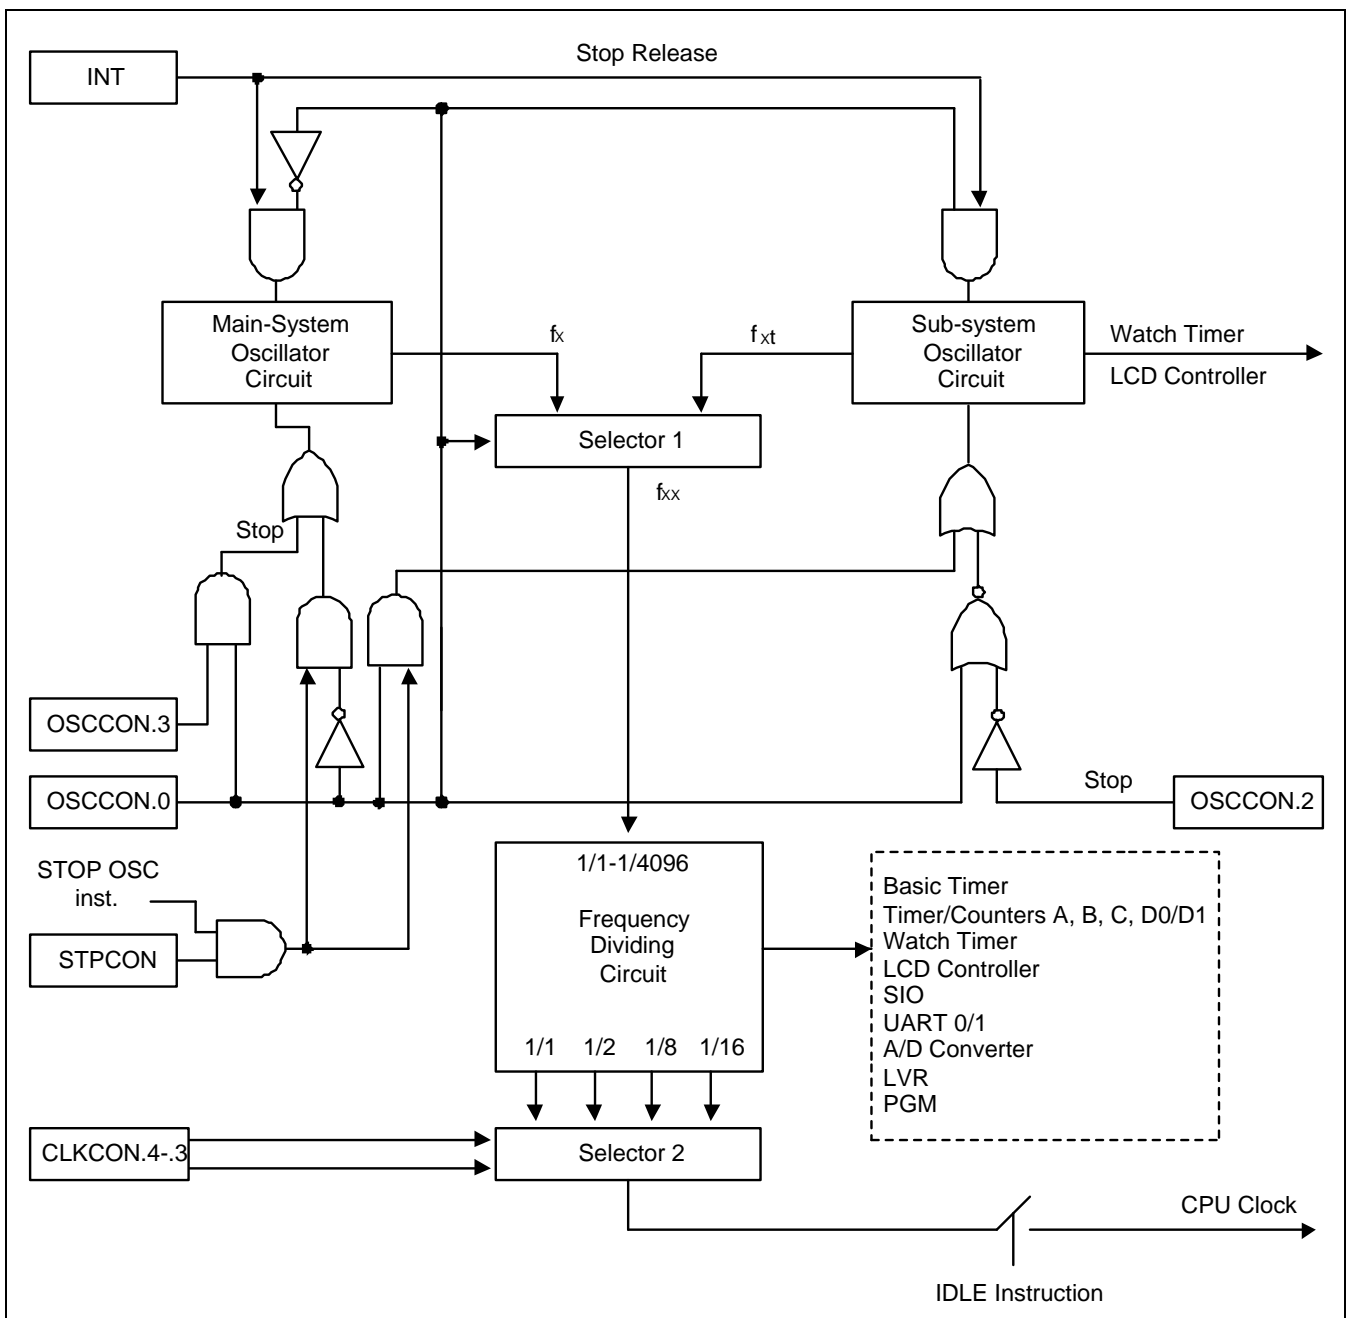 Stop Release
INT
Main-System
Oscillator
Circuit
fx
fxt
Sub-system
Oscillator
Circuit
Watch Timer
LCD Controller
Selector 1
fxx
Stop
OSCCON.3
OSCCON.0
Stop
OSCCON.2
STOP OSC
inst.
STPCON
1/1-1/4096
Frequency
Dividing
Circuit
1/1 1/2 1/8 1/16
Basic Timer
Timer/Counters A, B, C, D0/D1
Watch Timer
LCD Controller
SIO
UART 0/1
A/D Converter
LVR
PGM
CLKCON.4-.3
Selector 2
CPU Clock
IDLE Instruction